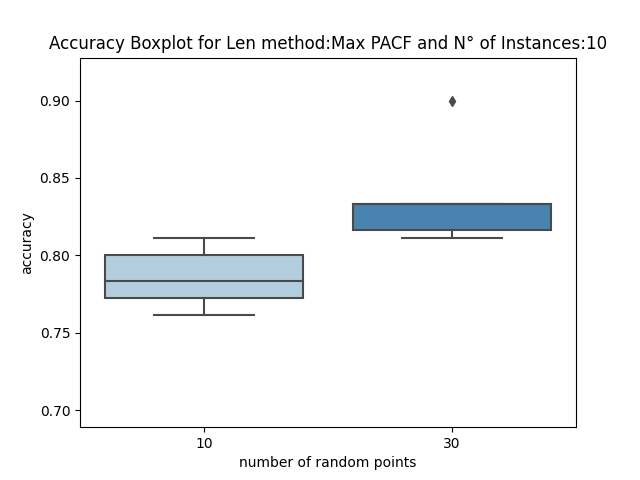 Accuracy Boxplot for Len method:Max PACF and N° of Instances:10
0.90
0.85
0.80
0.75
0.70
accuracy
10 30
number of random points